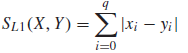 S_{L1}(X, Y) = \sum_{i=0}^{q} |x_i - y_i|